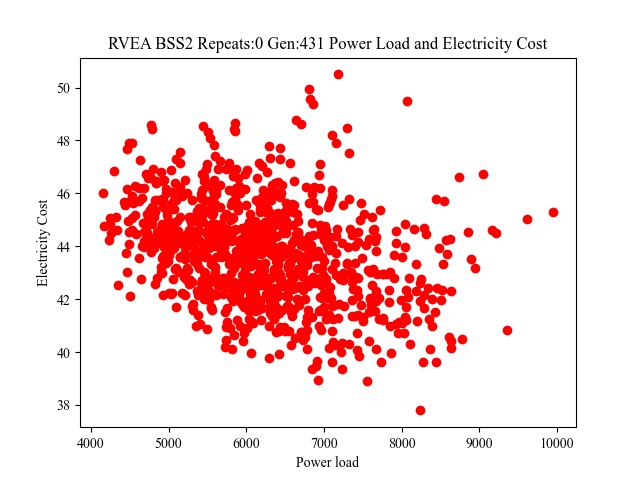 RVEA BSS2 Repeats:0 Gen:431 Power Load and Electricity Cost
Electricity Cost
50
48
46
44
42
40
38
4000 5000 6000 7000 8000 9000 10000
Power load